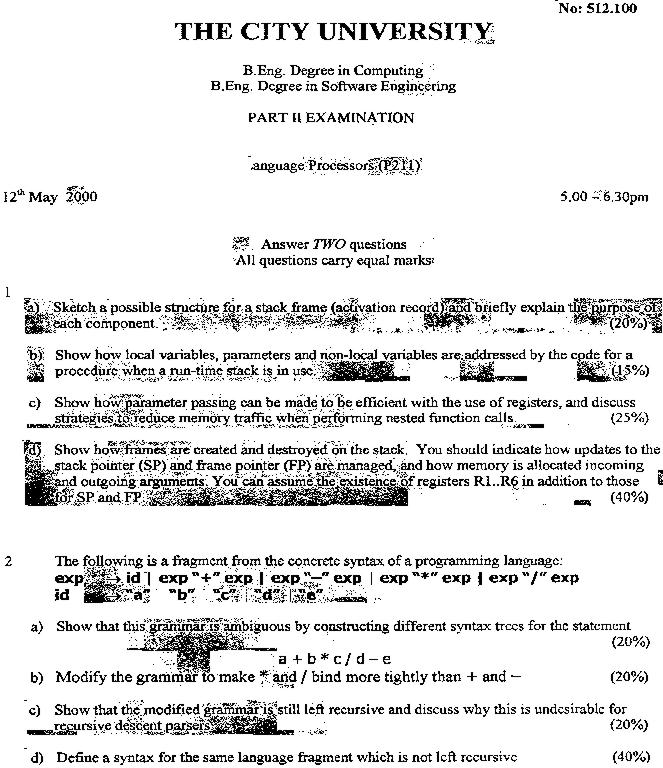 No: 512.100
THE CITY UNIVERSITY
B.Eng. Degree in Computing
B.Eng. Degree in Software Engineering
PART II EXAMINATION
anguage Processors (P211)
12th May 2000
5.00 - 6.30pm
Answer TWO questions
All questions carry equal marks
1
a) Sketch a possible structure for a stack frame (activation record) and briefly explain the purpose of
each component. (20%)
b) Show how local variables, parameters and non-local variables are addressed by the code for a
procedure when a run-time stack is in use. (15%)
c) Show how parameter passing can be made to be efficient with the use of registers, and discuss
strategies to reduce memory traffic when performing nested function calls. (25%)
d) Show how frames are created and destroyed on the stack. You should indicate how updates to the
stack pointer (SP) and frame pointer (FP) are managed, and how memory is allocated incoming
and outgoing arguments. You can assume the existence of registers R1..R6 in addition to those
for SP and FP. (40%)
2 The following is a fragment from the concrete syntax of a programming language:
exp → id | exp "+" exp | exp "–" exp | exp "*" exp | exp "/" exp
id "a" "b" "c" | "d" | "e"
a) Show that this grammar is ambiguous by constructing different syntax trees for the statement
(20%)
a + b * c / d – e
b) Modify the grammar to make * and / bind more tightly than + and – (20%)
c) Show that the modified grammar is still left recursive and discuss why this is undesirable for
recursive descent parsers (20%)
d) Define a syntax for the same language fragment which is not left recursive (40%)